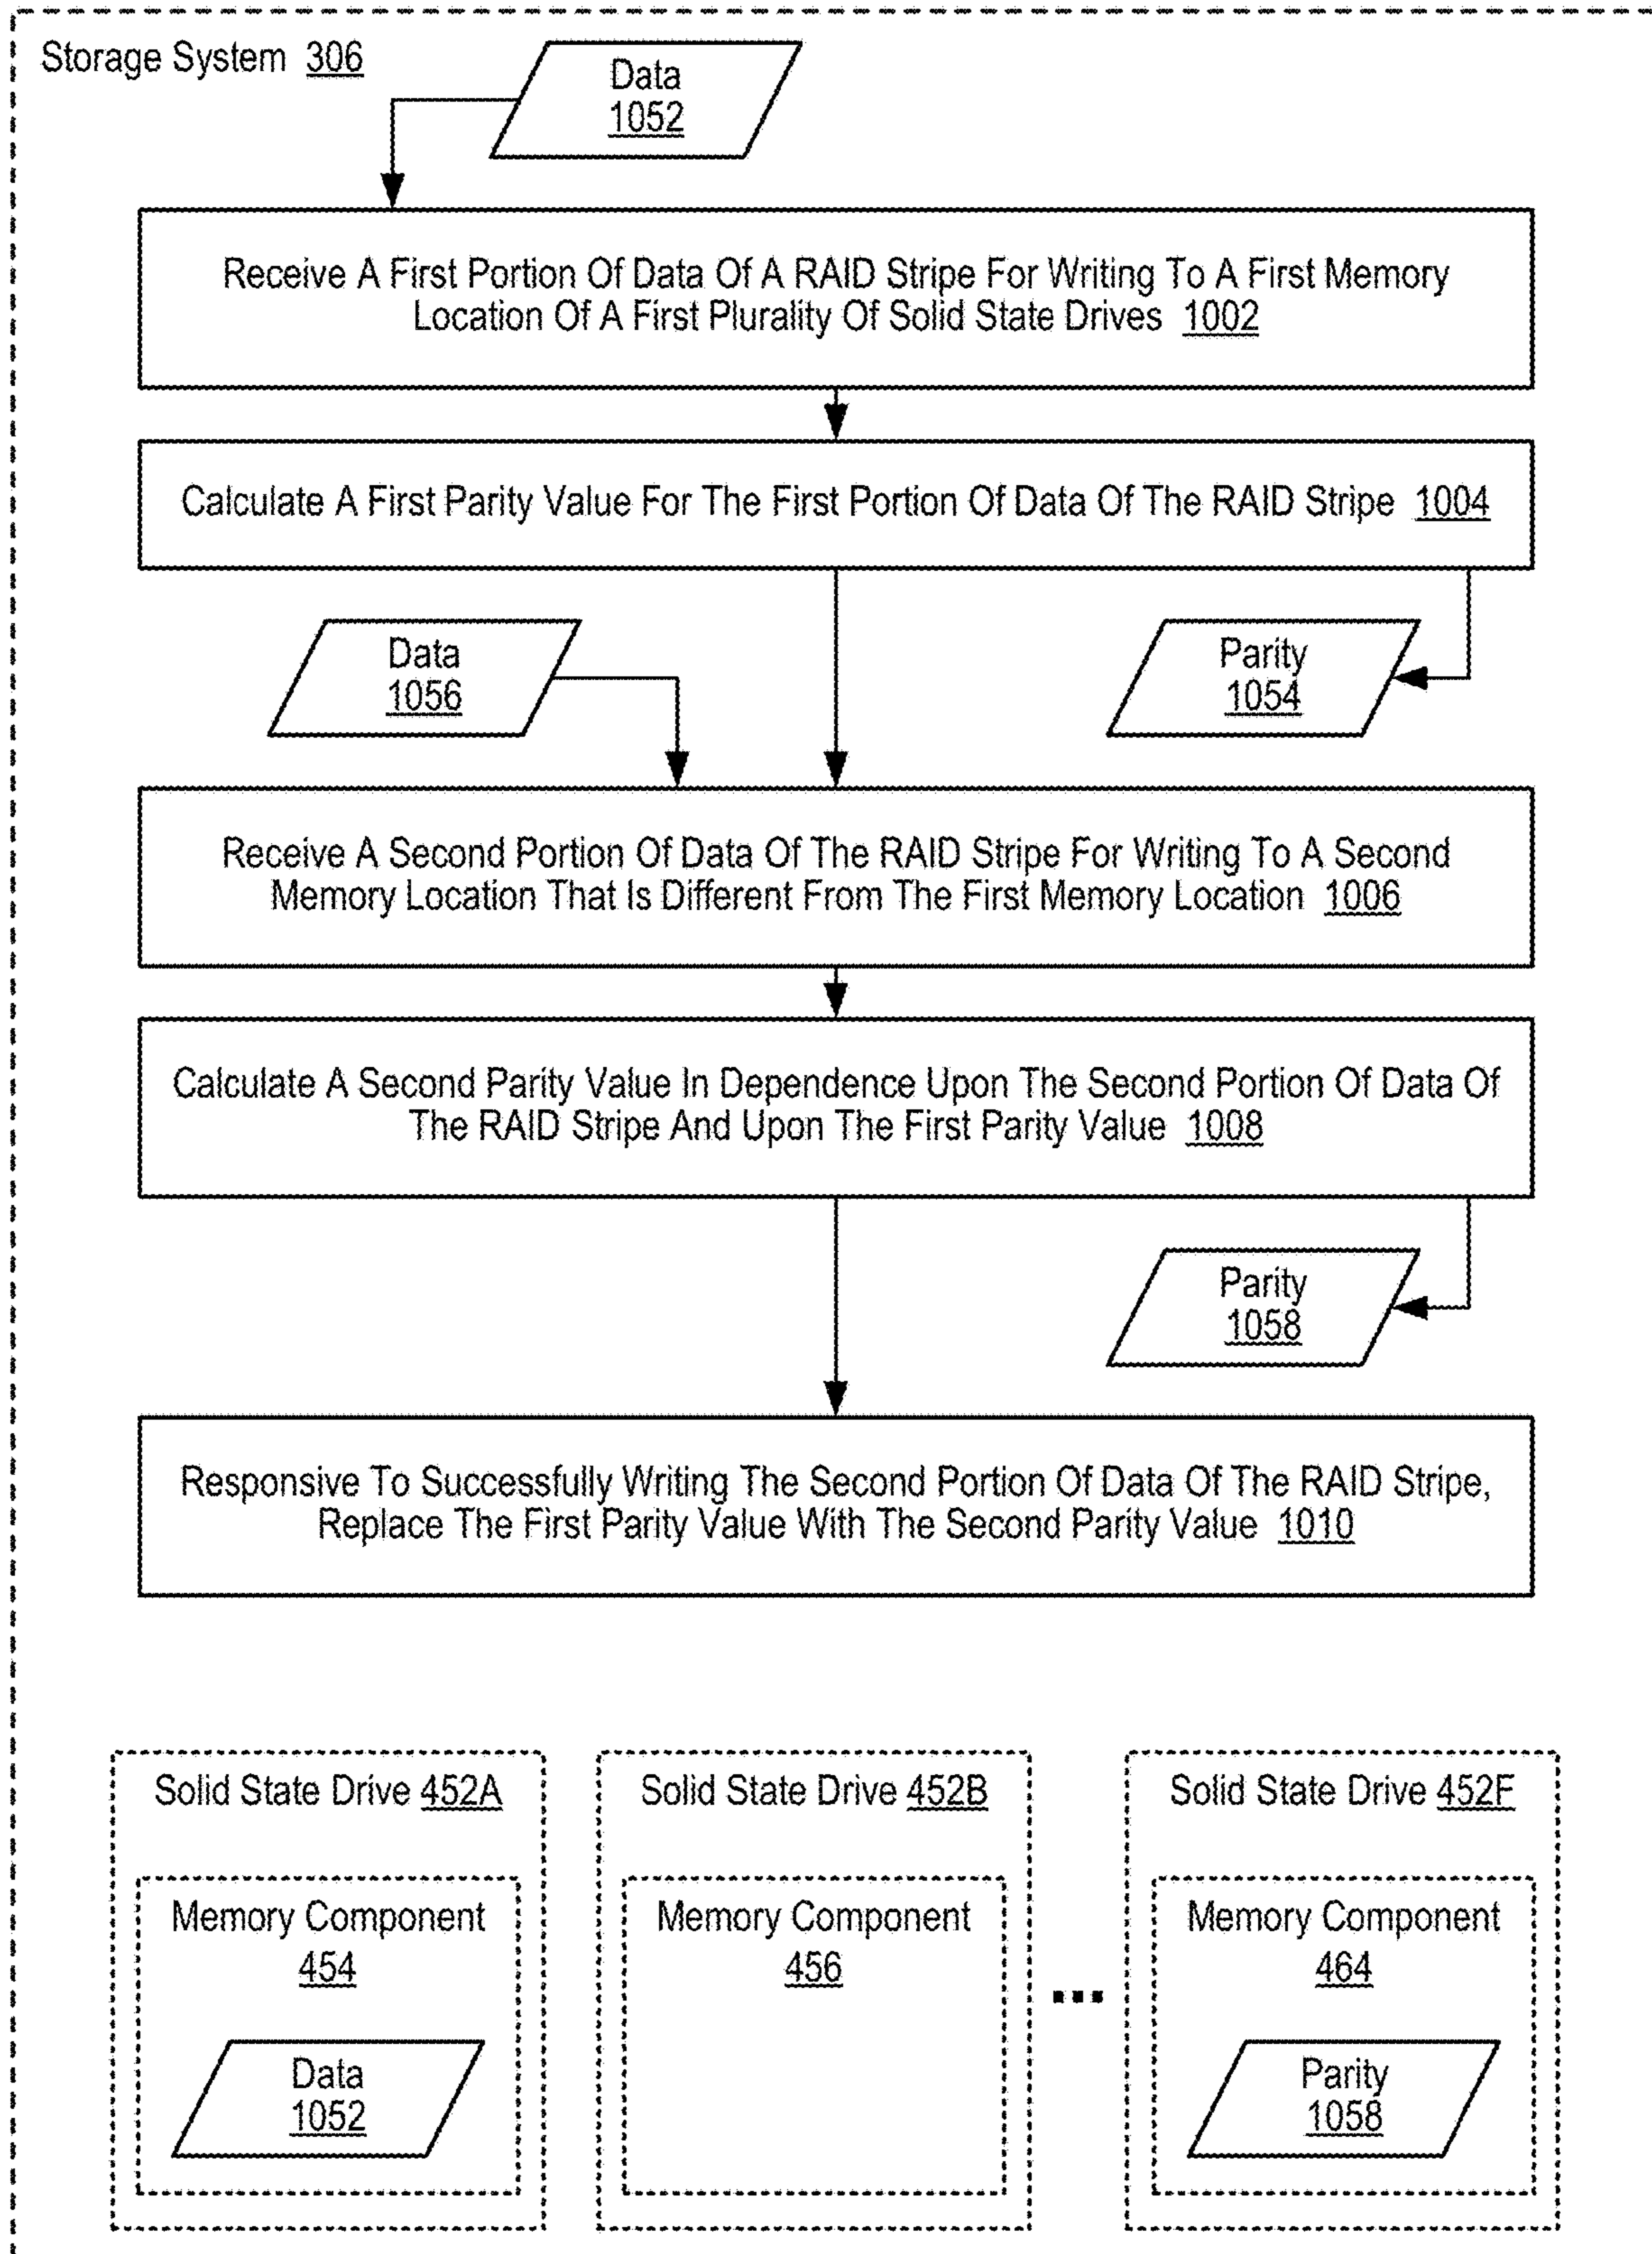 Storage System 306
Data
1052
Receive A First Portion Of Data Of A RAID Stripe For Writing To A First Memory
Location Of A First Plurality Of Solid State Drives 1002
Calculate A First Parity Value For The First Portion Of Data Of The RAID Stripe 1004
Data
1056
Parity
1054
Receive A Second Portion Of Data Of The RAID Stripe For Writing To A Second
Memory Location That Is Different From The First Memory Location 1006
Calculate A Second Parity Value In Dependence Upon The Second Portion Of Data Of
The RAID Stripe And Upon The First Parity Value 1008
Parity
1058
Responsive To Successfully Writing The Second Portion Of Data Of The RAID Stripe,
Replace The First Parity Value With The Second Parity Value 1010
Solid State Drive 452A
Memory Component
454
Data
1052
Solid State Drive 452B
Memory Component
456
...
Solid State Drive 452F
Memory Component
464
Parity
1058